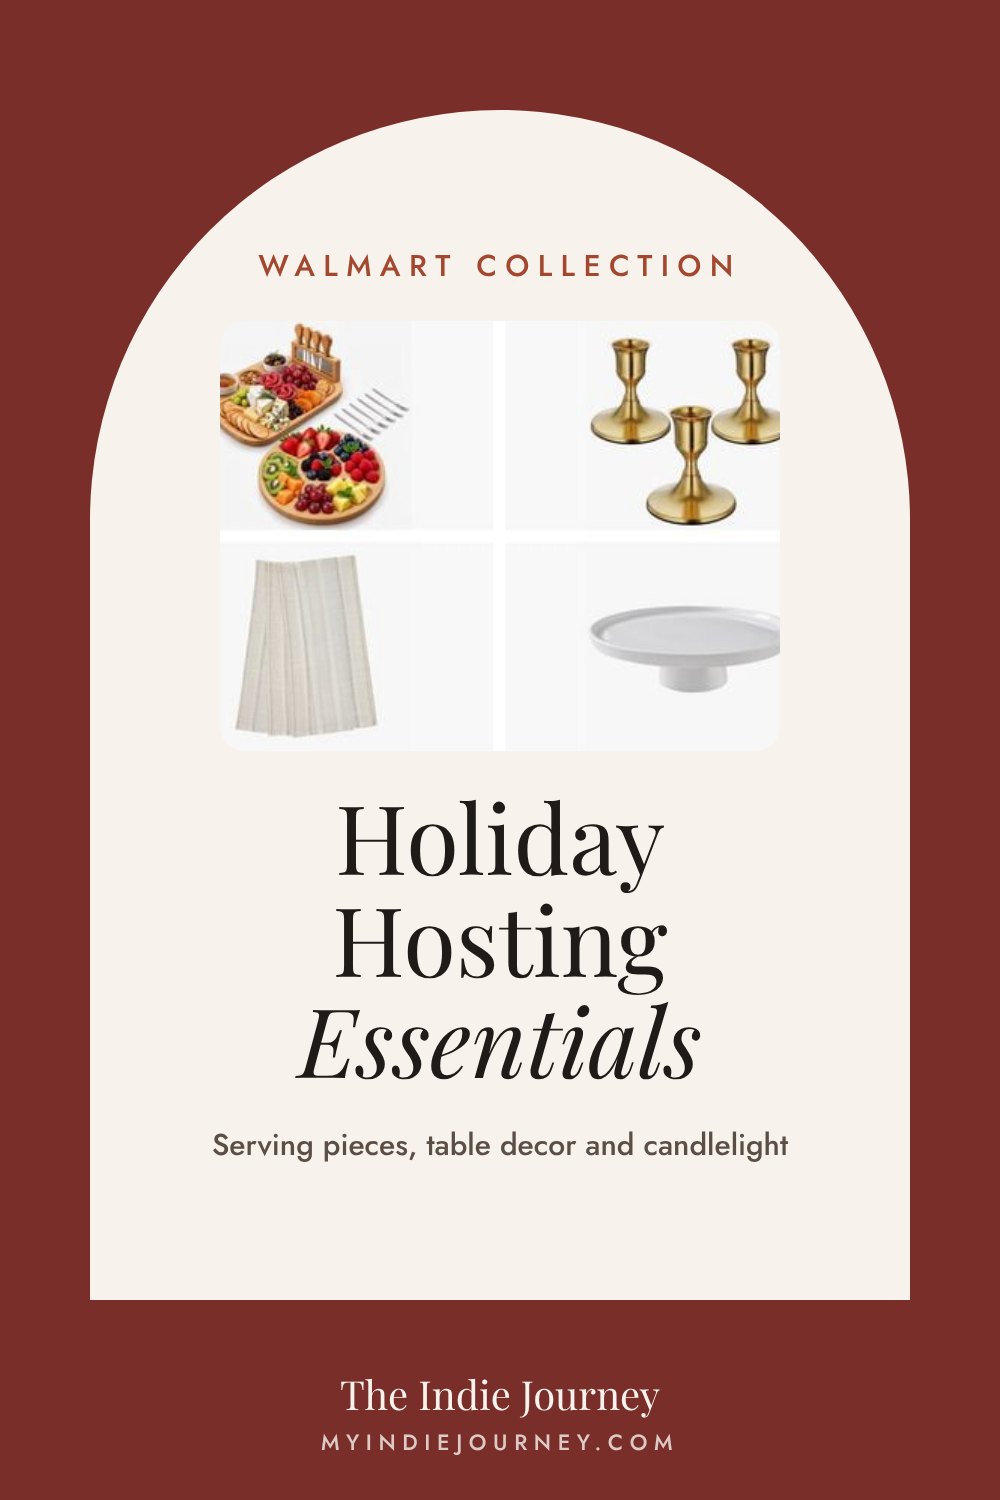 WALMART COLLECTION
Holiday
Hosting
Essentials
Serving pieces, table decor and candlelight
The Indie Journey
MYINDIEJOURNEY.COM